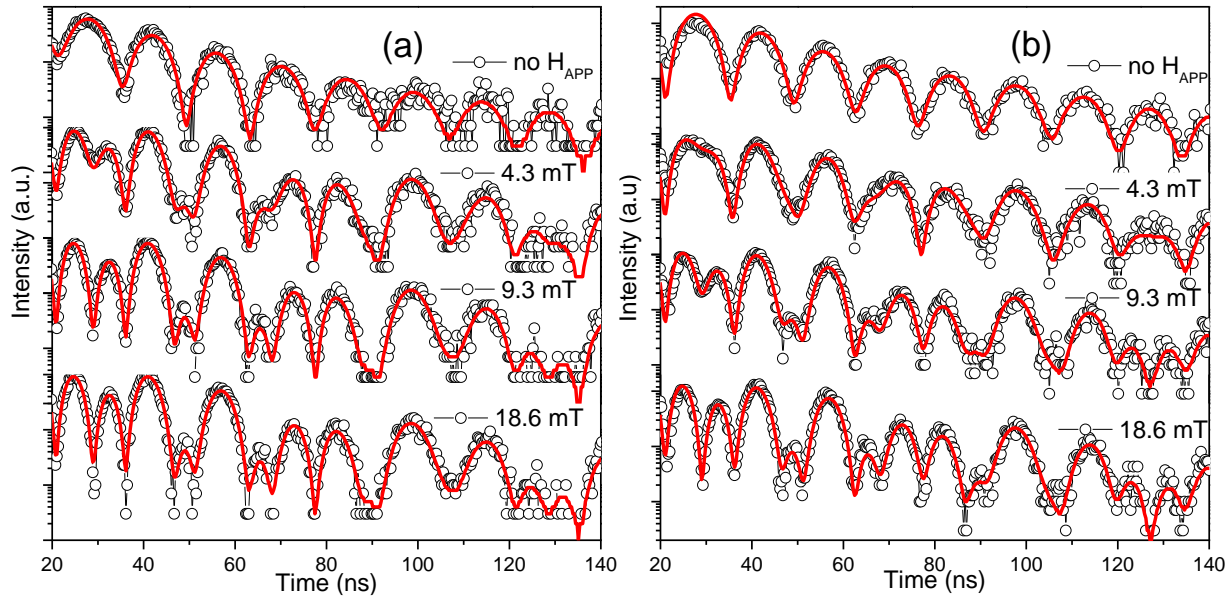 (a)
no H_APP
4.3 mT
9.3 mT
18.6 mT
Intensity (a.u.)
20 40 60 80 100 120 140
Time (ns)
(b)
no H_APP
4.3 mT
9.3 mT
18.6 mT
Intensity (a.u)
20 40 60 80 100 120 140
Time (ns)